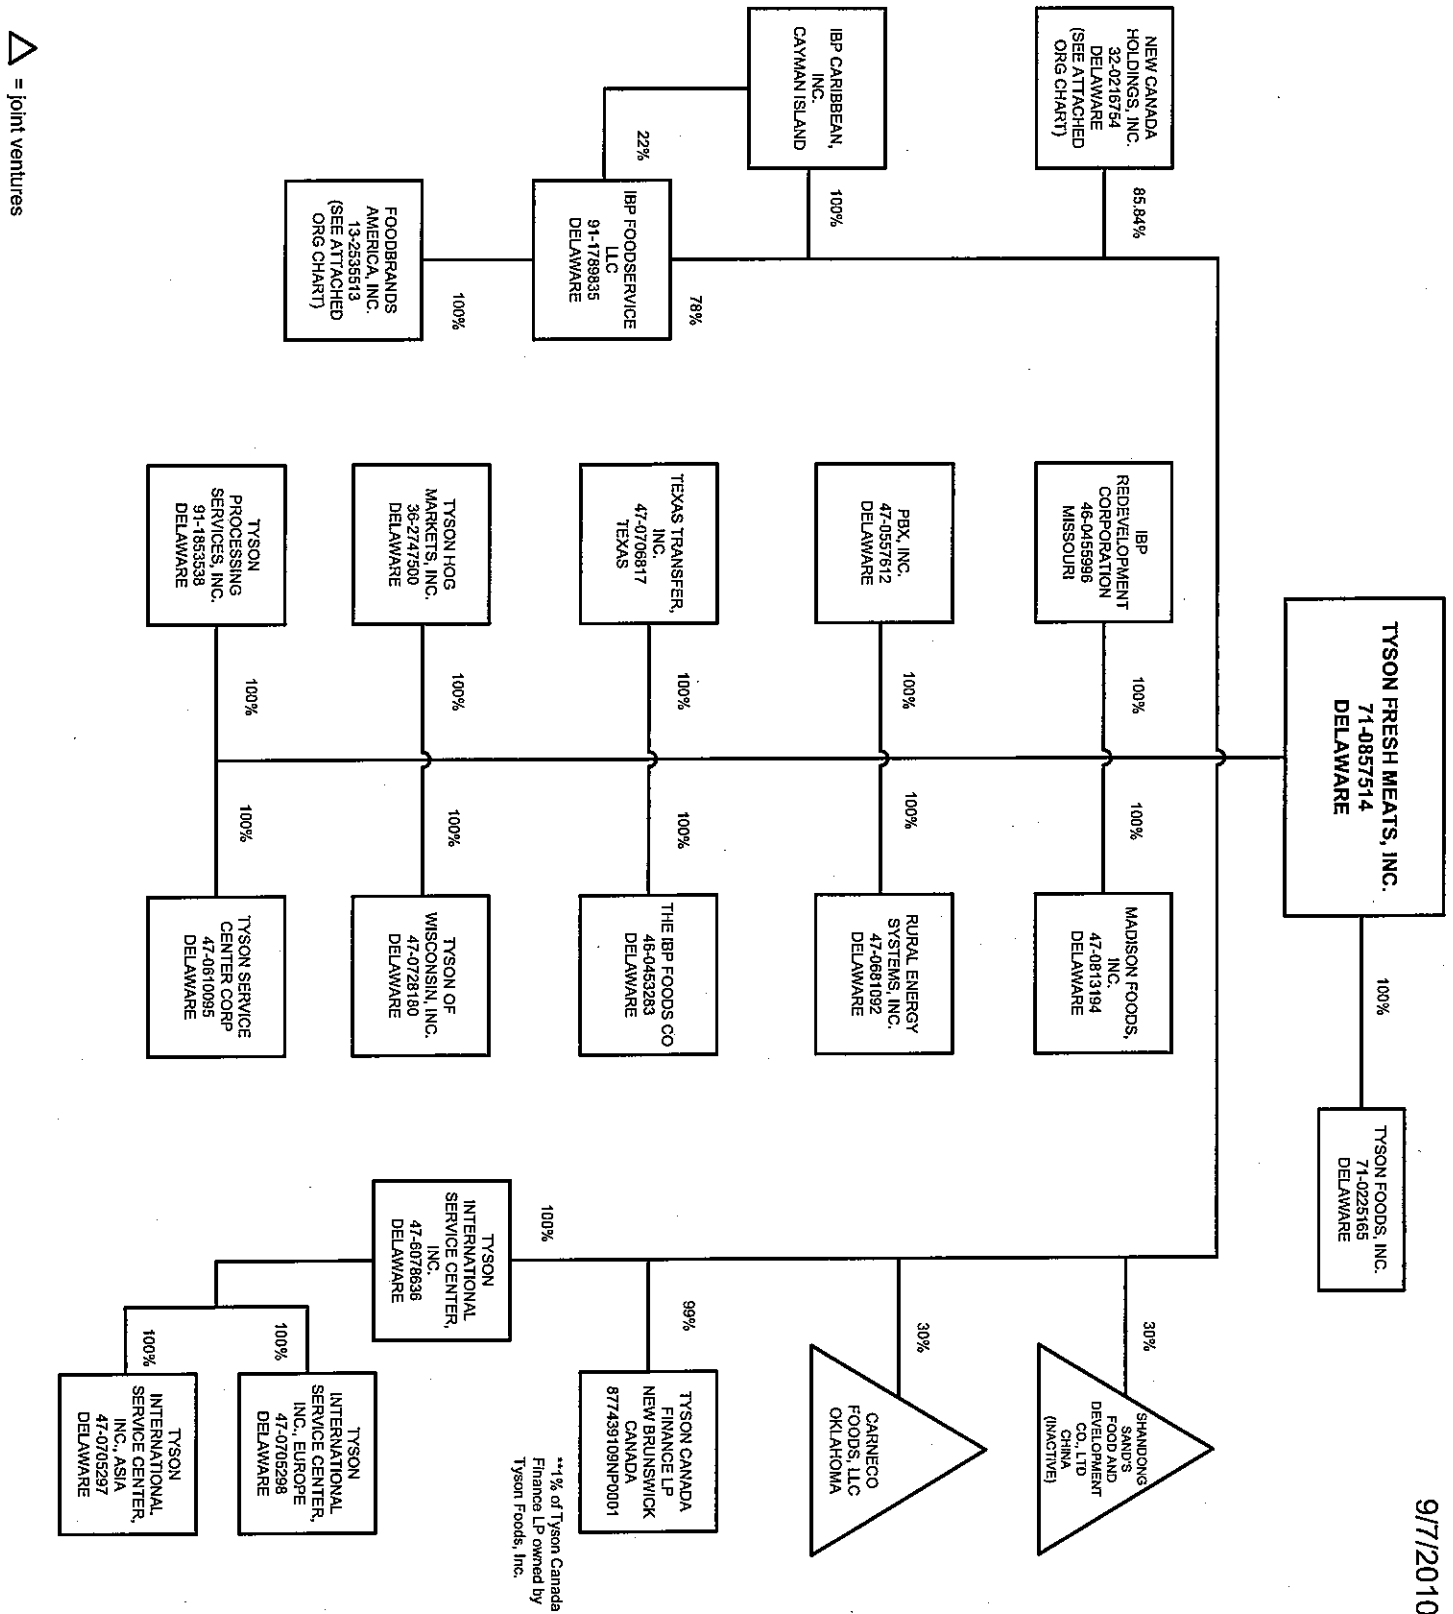 9/7/2010
TYSON FRESH MEATS, INC.
71-0857514
DELAWARE
100%
TYSON FOODS, INC.
71-0225165
DELAWARE
NEW CANADA
HOLDINGS, INC.
32-0216754
DELAWARE
(SEE ATTACHED
ORG CHART)
85.84%
IBP CARIBBEAN,
INC.
CAYMAN ISLAND
100%
22%
IBP FOODSERVICE
LLC
91-1789835
DELAWARE
78%
FOODBRANDS
AMERICA, INC.
13-2535513
(SEE ATTACHED
ORG CHART)
100%
IBP
REDEVELOPMENT
CORPORATION
46-0455996
MISSOURI
100%
100%
MADISON FOODS,
INC.
47-0813194
DELAWARE
PBX, INC.
47-0557612
DELAWARE
100%
100%
RURAL ENERGY
SYSTEMS, INC.
47-0681092
DELAWARE
TEXAS TRANSFER,
INC.
47-0706817
TEXAS
100%
100%
THE IBP FOODS CO
46-0453283
DELAWARE
TYSON HOG
MARKETS, INC.
36-2747500
DELAWARE
100%
100%
TYSON OF
WISCONSIN, INC.
47-0728180
DELAWARE
TYSON
PROCESSING
SERVICES, INC.
91-1853538
DELAWARE
100%
100%
TYSON SERVICE
CENTER CORP
47-0610095
DELAWARE
30%
SHANDONG
SAND'S
FOOD AND
DEVELOPMENT
CO., LTD
CHINA
(INACTIVE)
30%
CARNECO
FOODS, LLC
OKLAHOMA
99%
TYSON CANADA
FINANCE LP
NEW BRUNSWICK
CANADA
877439109NP0001
**1% of Tyson Canada
Finance LP owned by
Tyson Foods, Inc.
100%
TYSON
INTERNATIONAL
SERVICE CENTER,
INC.
47-6078636
DELAWARE
100%
TYSON
INTERNATIONAL
SERVICE CENTER,
INC., EUROPE
47-0705298
DELAWARE
100%
TYSON
INTERNATIONAL
SERVICE CENTER,
INC., ASIA
47-0705297
DELAWARE
= joint ventures